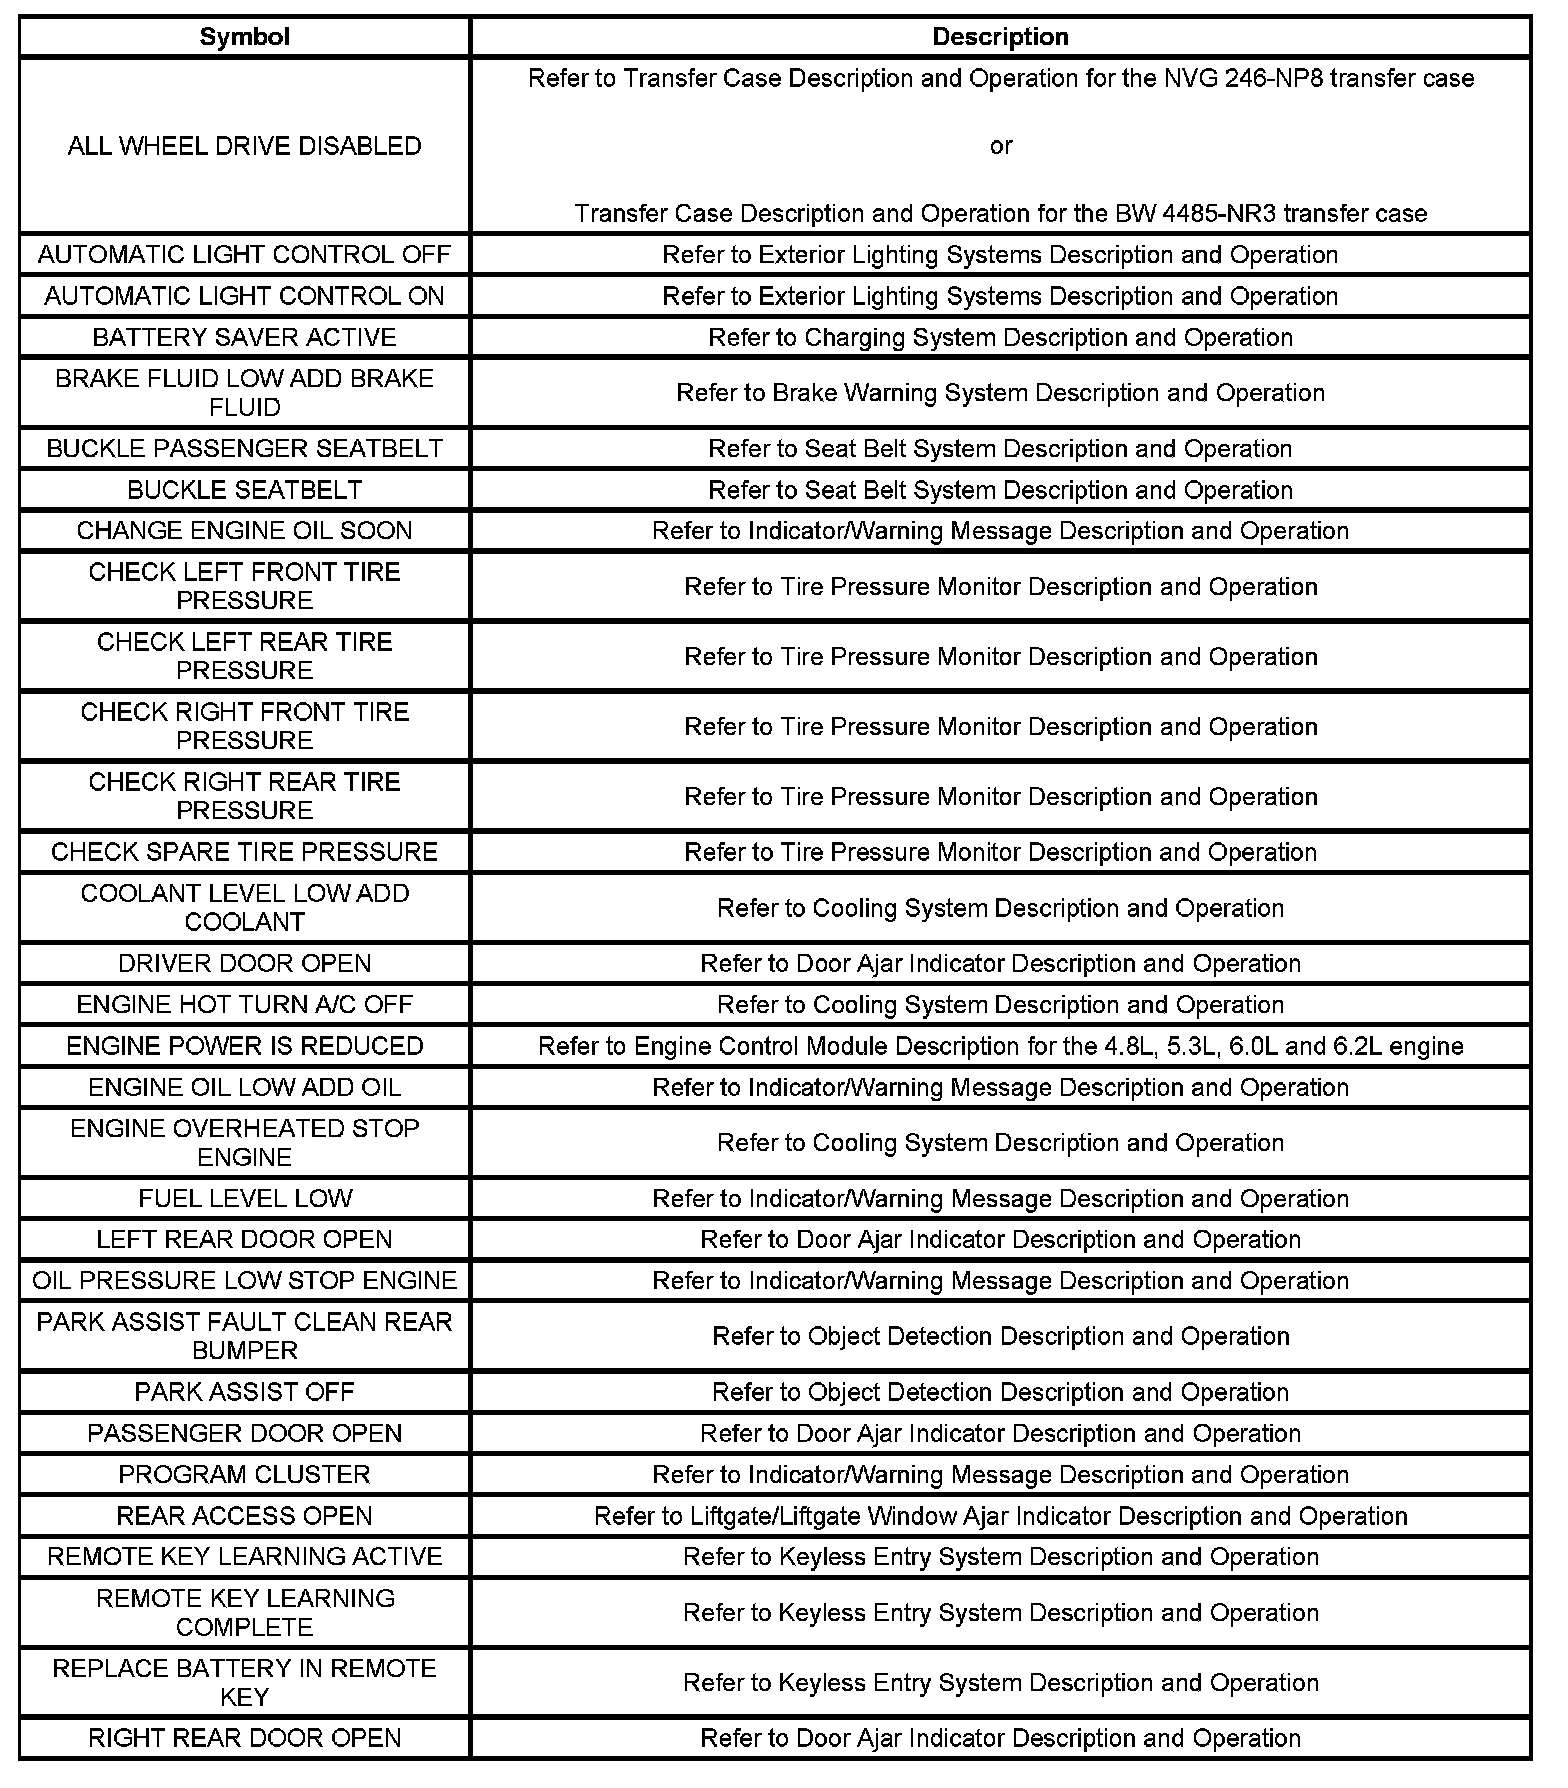 Symbol
Description
ALL WHEEL DRIVE DISABLED
Refer to Transfer Case Description and Operation for the NVG 246-NP8 transfer case
or
Transfer Case Description and Operation for the BW 4485-NR3 transfer case
AUTOMATIC LIGHT CONTROL OFF
Refer to Exterior Lighting Systems Description and Operation
AUTOMATIC LIGHT CONTROL ON
Refer to Exterior Lighting Systems Description and Operation
BATTERY SAVER ACTIVE
Refer to Charging System Description and Operation
BRAKE FLUID LOW ADD BRAKE
FLUID
Refer to Brake Warning System Description and Operation
BUCKLE PASSENGER SEATBELT
Refer to Seat Belt System Description and Operation
BUCKLE SEATBELT
Refer to Seat Belt System Description and Operation
CHANGE ENGINE OIL SOON
Refer to Indicator/Warning Message Description and Operation
CHECK LEFT FRONT TIRE
PRESSURE
Refer to Tire Pressure Monitor Description and Operation
CHECK LEFT REAR TIRE
PRESSURE
Refer to Tire Pressure Monitor Description and Operation
CHECK RIGHT FRONT TIRE
PRESSURE
Refer to Tire Pressure Monitor Description and Operation
CHECK RIGHT REAR TIRE
PRESSURE
Refer to Tire Pressure Monitor Description and Operation
CHECK SPARE TIRE PRESSURE
Refer to Tire Pressure Monitor Description and Operation
COOLANT LEVEL LOW ADD
COOLANT
Refer to Cooling System Description and Operation
DRIVER DOOR OPEN
Refer to Door Ajar Indicator Description and Operation
ENGINE HOT TURN A/C OFF
Refer to Cooling System Description and Operation
ENGINE POWER IS REDUCED
Refer to Engine Control Module Description for the 4.8L, 5.3L, 6.0L and 6.2L engine
ENGINE OIL LOW ADD OIL
Refer to Indicator/Warning Message Description and Operation
ENGINE OVERHEATED STOP
ENGINE
Refer to Cooling System Description and Operation
FUEL LEVEL LOW
Refer to Indicator/Warning Message Description and Operation
LEFT REAR DOOR OPEN
Refer to Door Ajar Indicator Description and Operation
OIL PRESSURE LOW STOP ENGINE
Refer to Indicator/Warning Message Description and Operation
PARK ASSIST FAULT CLEAN REAR
BUMPER
Refer to Object Detection Description and Operation
PARK ASSIST OFF
Refer to Object Detection Description and Operation
PASSENGER DOOR OPEN
Refer to Door Ajar Indicator Description and Operation
PROGRAM CLUSTER
Refer to Indicator/Warning Message Description and Operation
REAR ACCESS OPEN
Refer to Liftgate/Liftgate Window Ajar Indicator Description and Operation
REMOTE KEY LEARNING ACTIVE
Refer to Keyless Entry System Description and Operation
REMOTE KEY LEARNING
COMPLETE
Refer to Keyless Entry System Description and Operation
REPLACE BATTERY IN REMOTE
KEY
Refer to Keyless Entry System Description and Operation
RIGHT REAR DOOR OPEN
Refer to Door Ajar Indicator Description and Operation